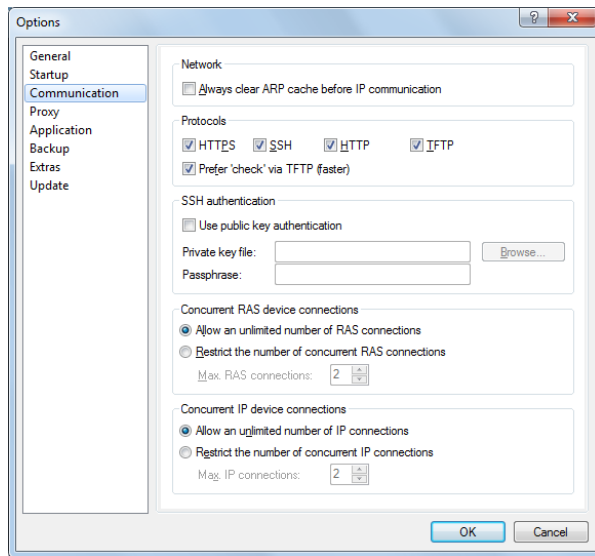 Options
General
Startup
Communication
Proxy
Application
Backup
Extras
Update
Network
Always clear ARP cache before IP communication
Protocols
HTTPS SSH HTTP TFTP
Prefer 'check' via TFTP (faster)
SSH authentication
Use public key authentication
Private key file: Browse...
Passphrase:
Concurrent RAS device connections
Allow an unlimited number of RAS connections
Restrict the number of concurrent RAS connections
Max. RAS connections: 2
Concurrent IP device connections
Allow an unlimited number of IP connections
Restrict the number of concurrent IP connections
Max. IP connections: 2
OK Cancel